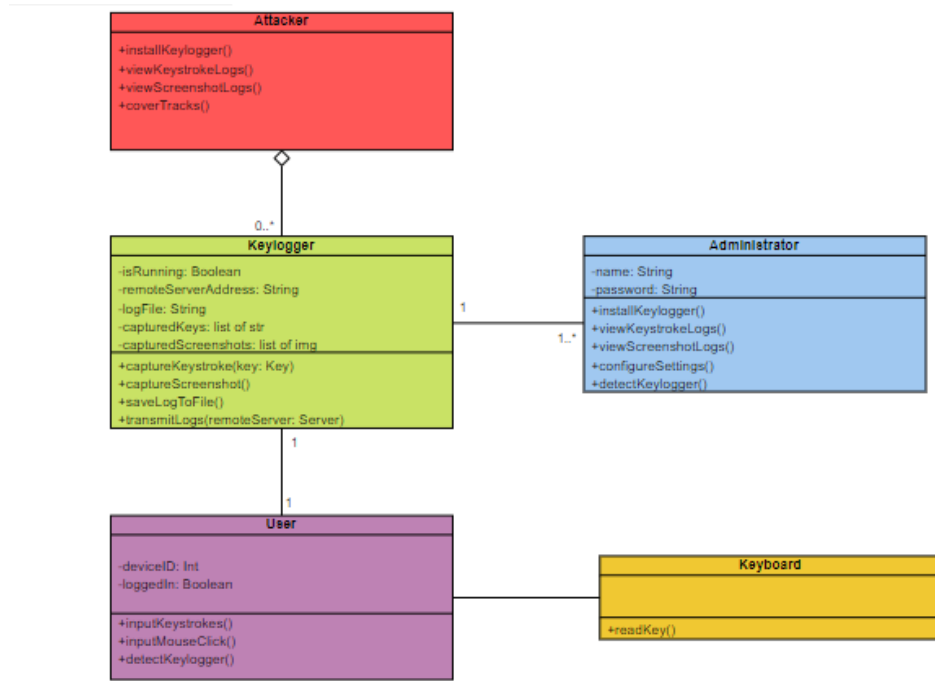 Attacker
+installKeylogger()
+viewKeystrokeLogs()
+viewScreenshotLogs()
+coverTracks()
0..*
Keylogger
-isRunning: Boolean
-remoteServerAddress: String
-logFile: String
-capturedKeys: list of str
-capturedScreenshots: list of img
+captureKeystroke(key: Key)
+captureScreenshot()
+saveLogToFile()
+transmitLogs(remoteServer: Server)
1
1..*
Administrator
-name: String
-password: String
+installKeylogger()
+viewKeystrokeLogs()
+viewScreenshotLogs()
+configureSettings()
+detectKeylogger()
1
1
User
-deviceID: Int
-loggedIn: Boolean
+inputKeystrokes()
+inputMouseClick()
+detectKeylogger()
Keyboard
+readKey()